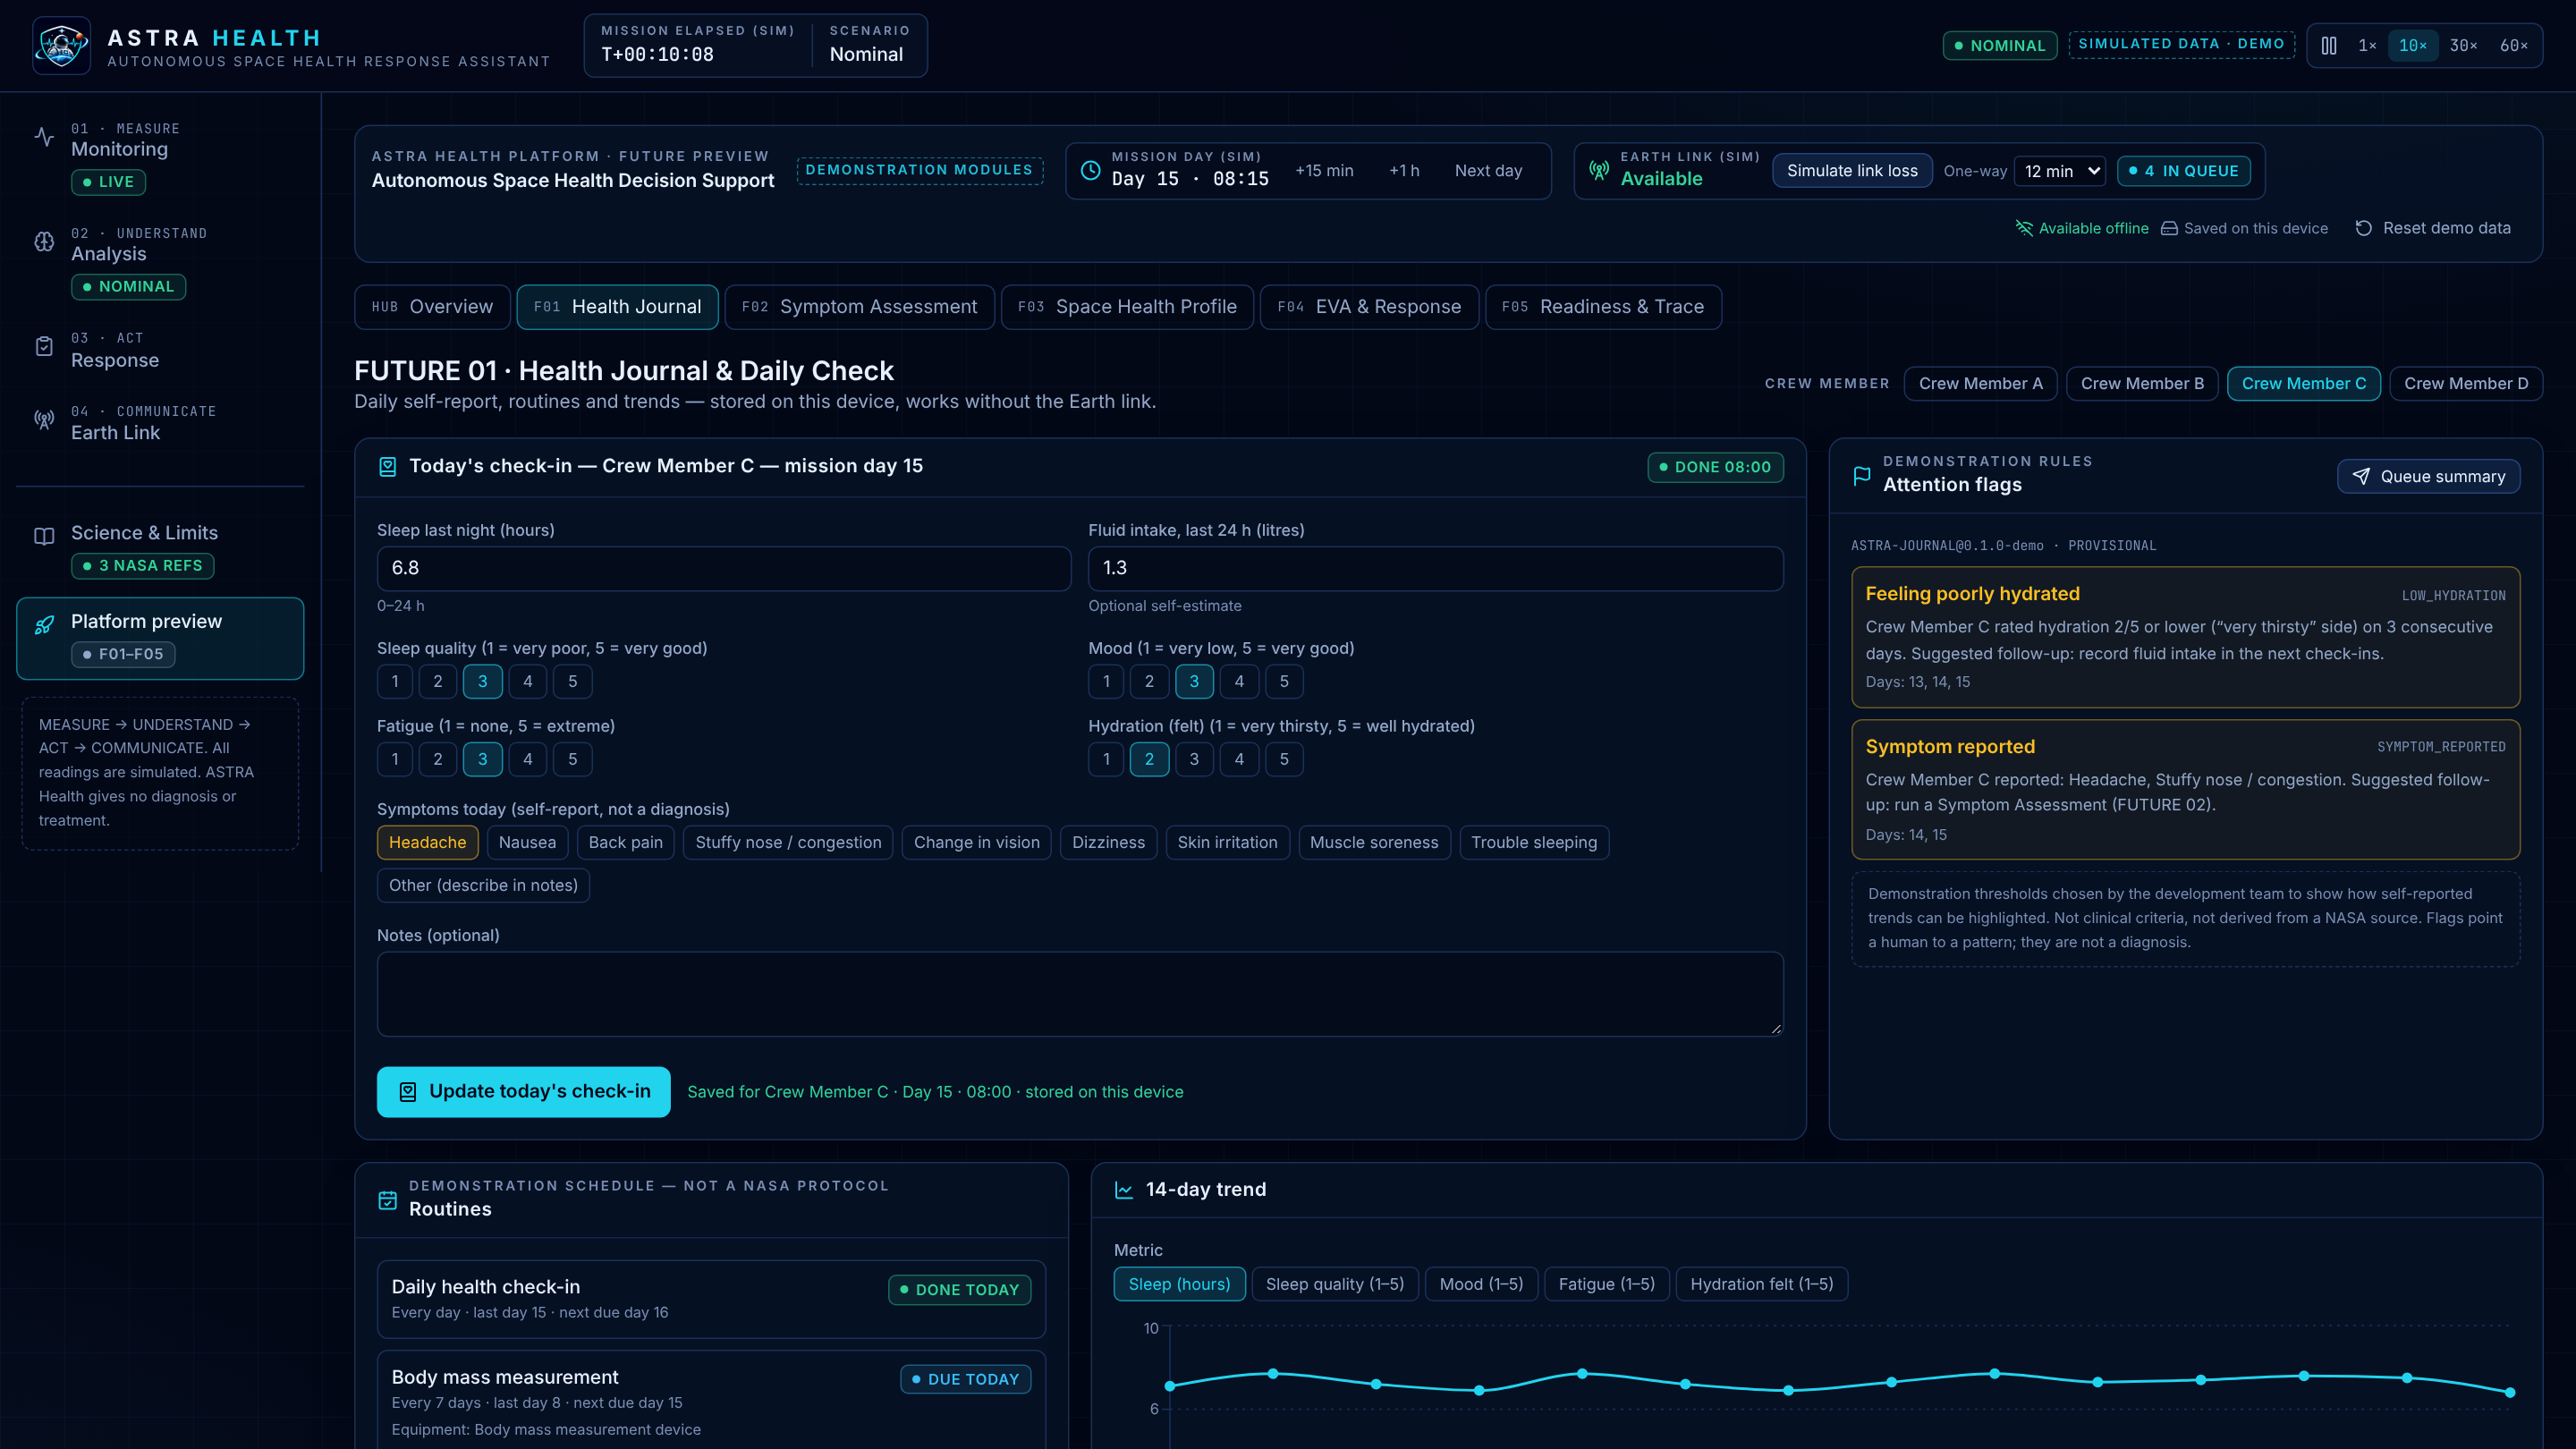 ASTRA HEALTH
AUTONOMOUS SPACE HEALTH RESPONSE ASSISTANT
MISSION ELAPSED (SIM)
T+00:10:08
SCENARIO
Nominal
NOMINAL
SIMULATED DATA · DEMO
1×
10×
30×
60×
01 · MEASURE
Monitoring
LIVE
02 · UNDERSTAND
Analysis
NOMINAL
03 · ACT
Response
04 · COMMUNICATE
Earth Link
Science & Limits
3 NASA REFS
Platform preview
F01–F05
MEASURE → UNDERSTAND →
ACT → COMMUNICATE. All
readings are simulated. ASTRA
Health gives no diagnosis or
treatment.
ASTRA HEALTH PLATFORM · FUTURE PREVIEW
Autonomous Space Health Decision Support
DEMONSTRATION MODULES
MISSION DAY (SIM)
Day 15 · 08:15
+15 min
+1 h
Next day
EARTH LINK (SIM)
Available
Simulate link loss
One-way
12 min
4 IN QUEUE
Available offline
Saved on this device
Reset demo data
HUB Overview
F01 Health Journal
F02 Symptom Assessment
F03 Space Health Profile
F04 EVA & Response
F05 Readiness & Trace
FUTURE 01 · Health Journal & Daily Check
Daily self-report, routines and trends — stored on this device, works without the Earth link.
CREW MEMBER
Crew Member A
Crew Member B
Crew Member C
Crew Member D
Today's check-in — Crew Member C — mission day 15
DONE 08:00
Sleep last night (hours)
6.8
0–24 h
Fluid intake, last 24 h (litres)
1.3
Optional self-estimate
Sleep quality (1 = very poor, 5 = very good)
1 2 3 4 5
Mood (1 = very low, 5 = very good)
1 2 3 4 5
Fatigue (1 = none, 5 = extreme)
1 2 3 4 5
Hydration (felt) (1 = very thirsty, 5 = well hydrated)
1 2 3 4 5
Symptoms today (self-report, not a diagnosis)
Headache
Nausea
Back pain
Stuffy nose / congestion
Change in vision
Dizziness
Skin irritation
Muscle soreness
Trouble sleeping
Other (describe in notes)
Notes (optional)
Update today's check-in
Saved for Crew Member C · Day 15 · 08:00 · stored on this device
DEMONSTRATION RULES
Attention flags
Queue summary
ASTRA-JOURNAL@0.1.0-demo · PROVISIONAL
Feeling poorly hydrated
LOW_HYDRATION
Crew Member C rated hydration 2/5 or lower (“very thirsty” side) on 3 consecutive
days. Suggested follow-up: record fluid intake in the next check-ins.
Days: 13, 14, 15
Symptom reported
SYMPTOM_REPORTED
Crew Member C reported: Headache, Stuffy nose / congestion. Suggested follow-
up: run a Symptom Assessment (FUTURE 02).
Days: 14, 15
Demonstration thresholds chosen by the development team to show how self-reported
trends can be highlighted. Not clinical criteria, not derived from a NASA source. Flags point
a human to a pattern; they are not a diagnosis.
DEMONSTRATION SCHEDULE — NOT A NASA PROTOCOL
Routines
Daily health check-in
DONE TODAY
Every day · last day 15 · next due day 16
Body mass measurement
DUE TODAY
Every 7 days · last day 8 · next due day 15
Equipment: Body mass measurement device
14-day trend
Metric
Sleep (hours)
Sleep quality (1–5)
Mood (1–5)
Fatigue (1–5)
Hydration felt (1–5)
10
6